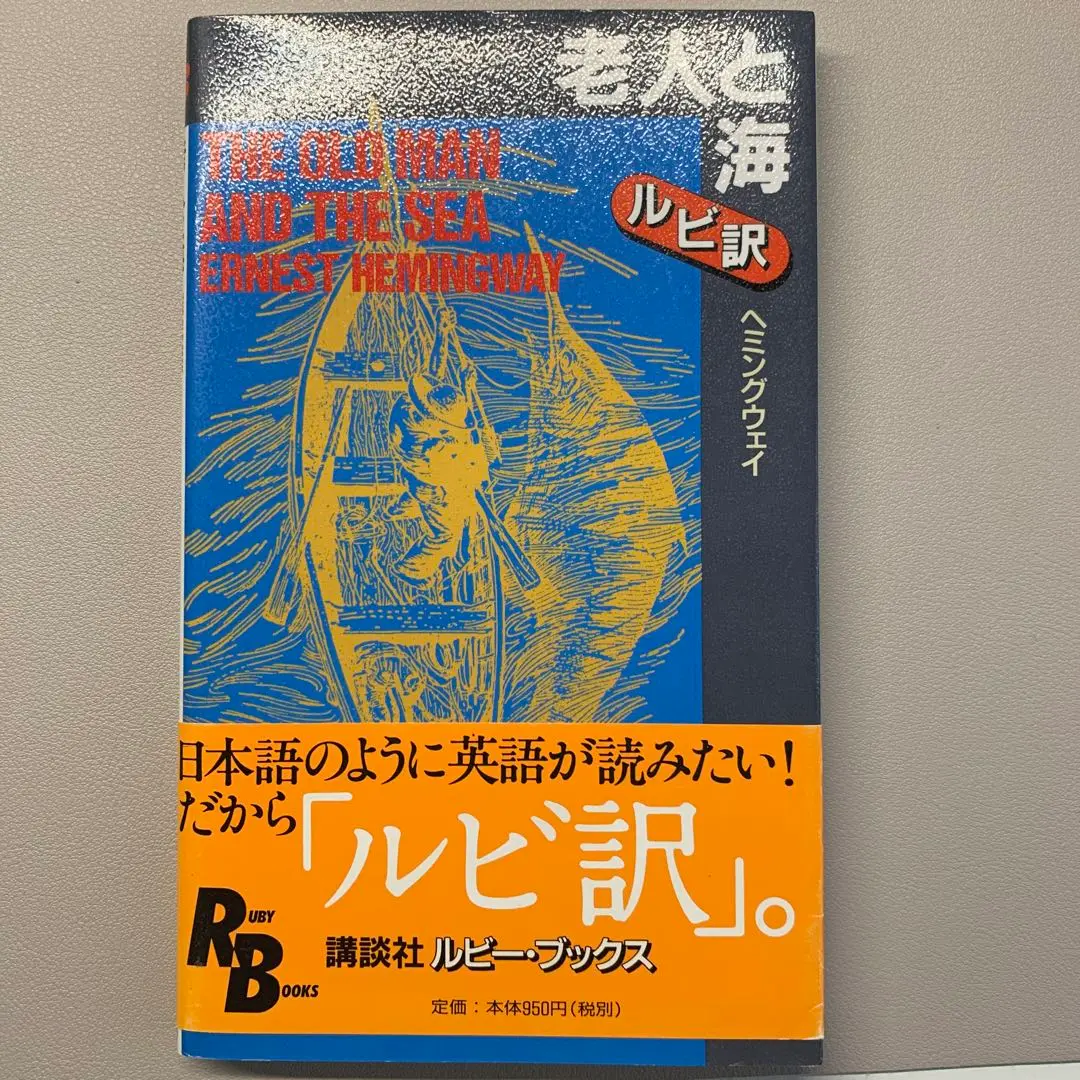 老人と
海
ルビ訳
THE OLD MAN
AND THE SEA
ERNEST HEMINGWAY
ヘミングウェイ
日本語のように英語が読みたい!
だから「ルビ訳」。
RUBY
BOOKS
講談社 ルビー・ブックス
定価:本体950円(税別)